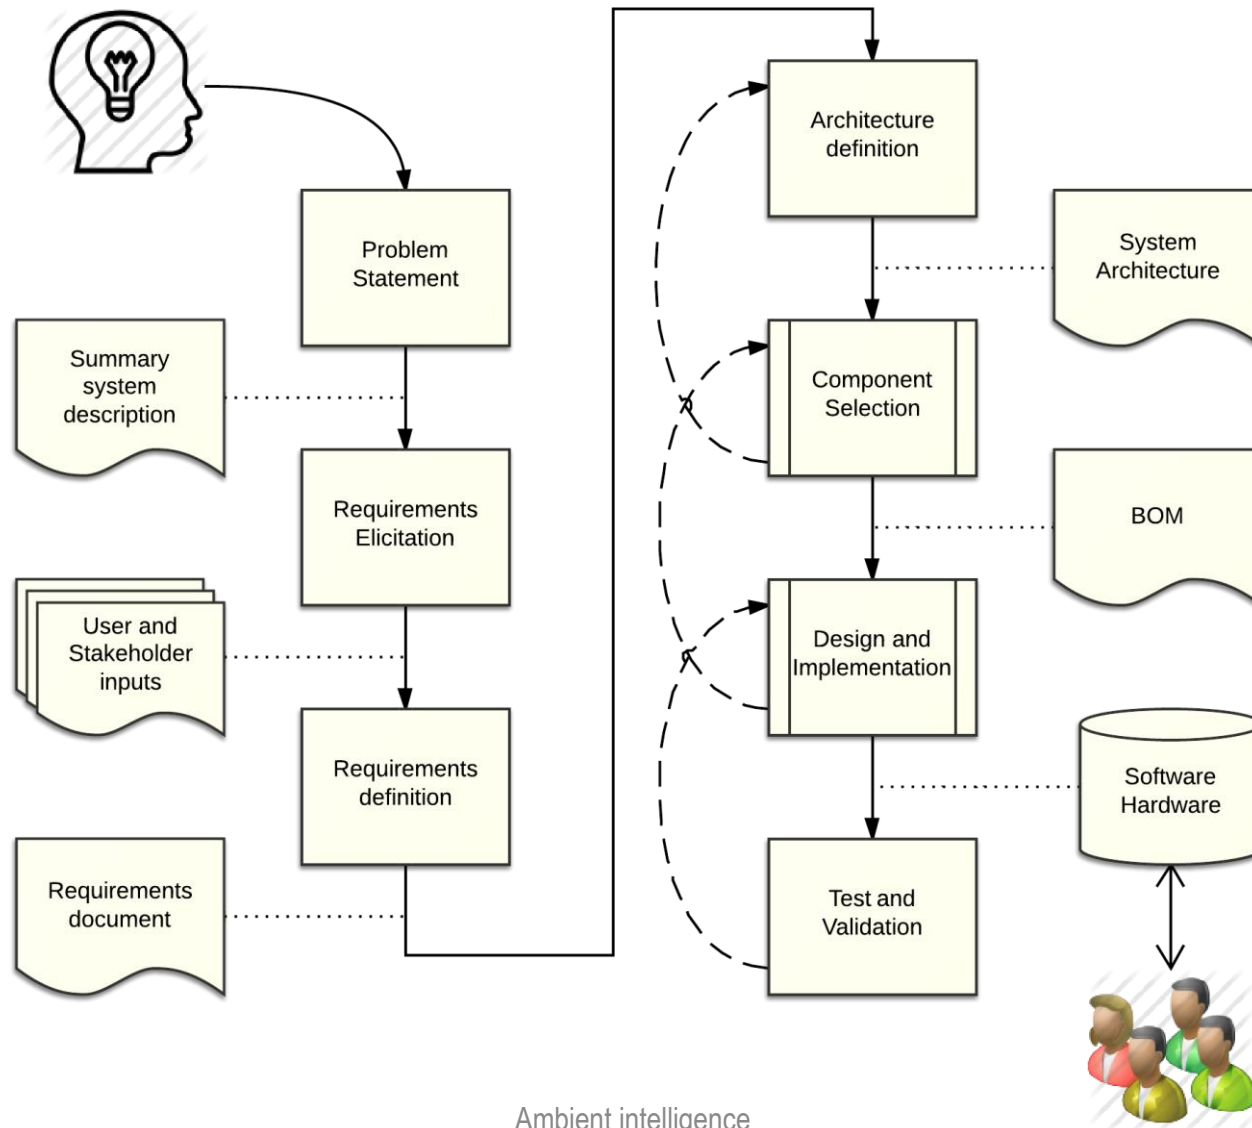 Problem
Statement
Summary
system
description
Requirements
Elicitation
User and
Stakeholder
inputs
Requirements
definition
Requirements
document
Architecture
definition
System
Architecture
Component
Selection
BOM
Design and
Implementation
Software
Hardware
Test and
Validation
Ambient intelligence